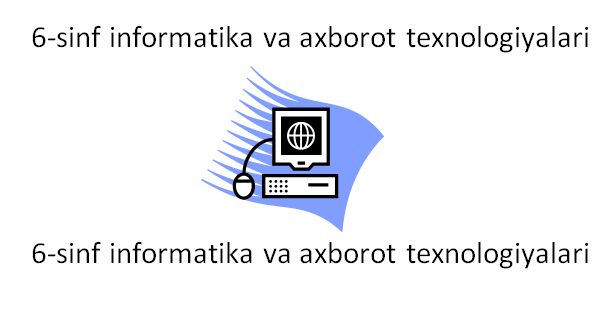 6-sinf informatika va axborot texnologiyalari
6-sinf informatika va axborot texnologiyalari